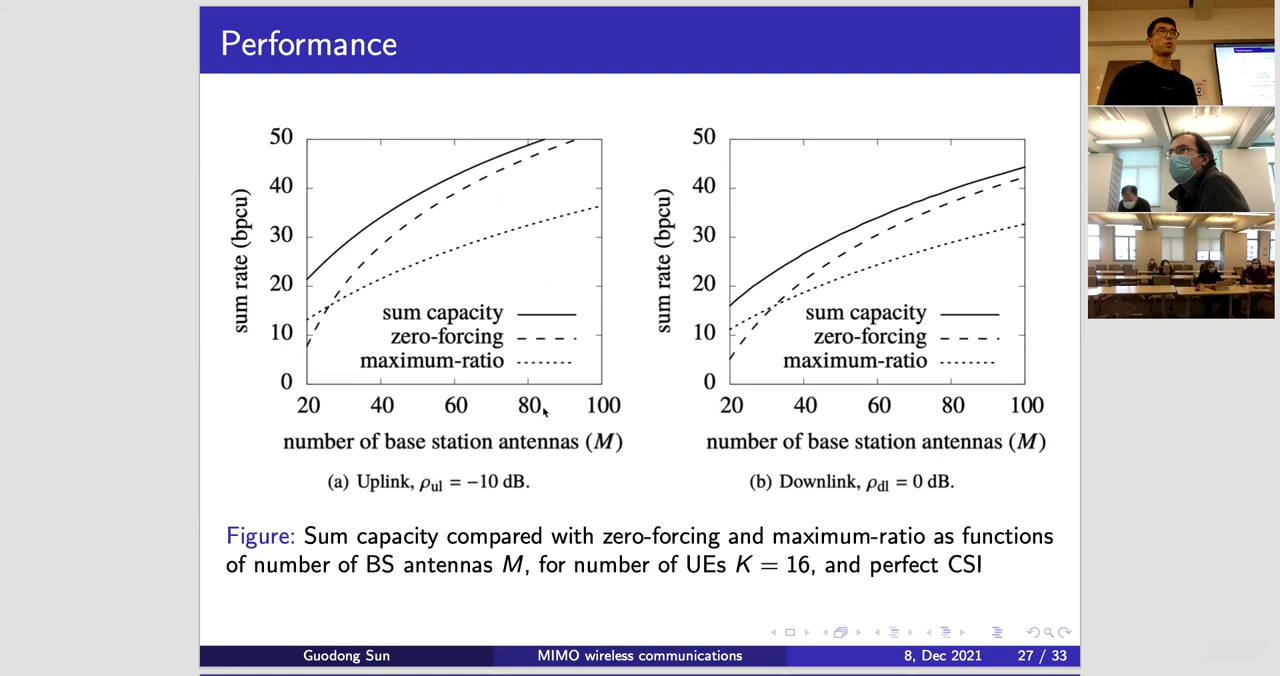 Performance
50
40
30
20
10
0
sum rate (bpcu)
sum capacity
zero-forcing
maximum-ratio
20 40 60 80 100
number of base station antennas (M)
(a) Uplink, ρul = −10 dB.
50
40
30
20
10
0
sum rate (bpcu)
sum capacity
zero-forcing
maximum-ratio
20 40 60 80 100
number of base station antennas (M)
(b) Downlink, ρdl = 0 dB.
Figure: Sum capacity compared with zero-forcing and maximum-ratio as functions
of number of BS antennas M, for number of UEs K = 16, and perfect CSI
Guodong Sun MIMO wireless communications 8, Dec 2021 27 / 33